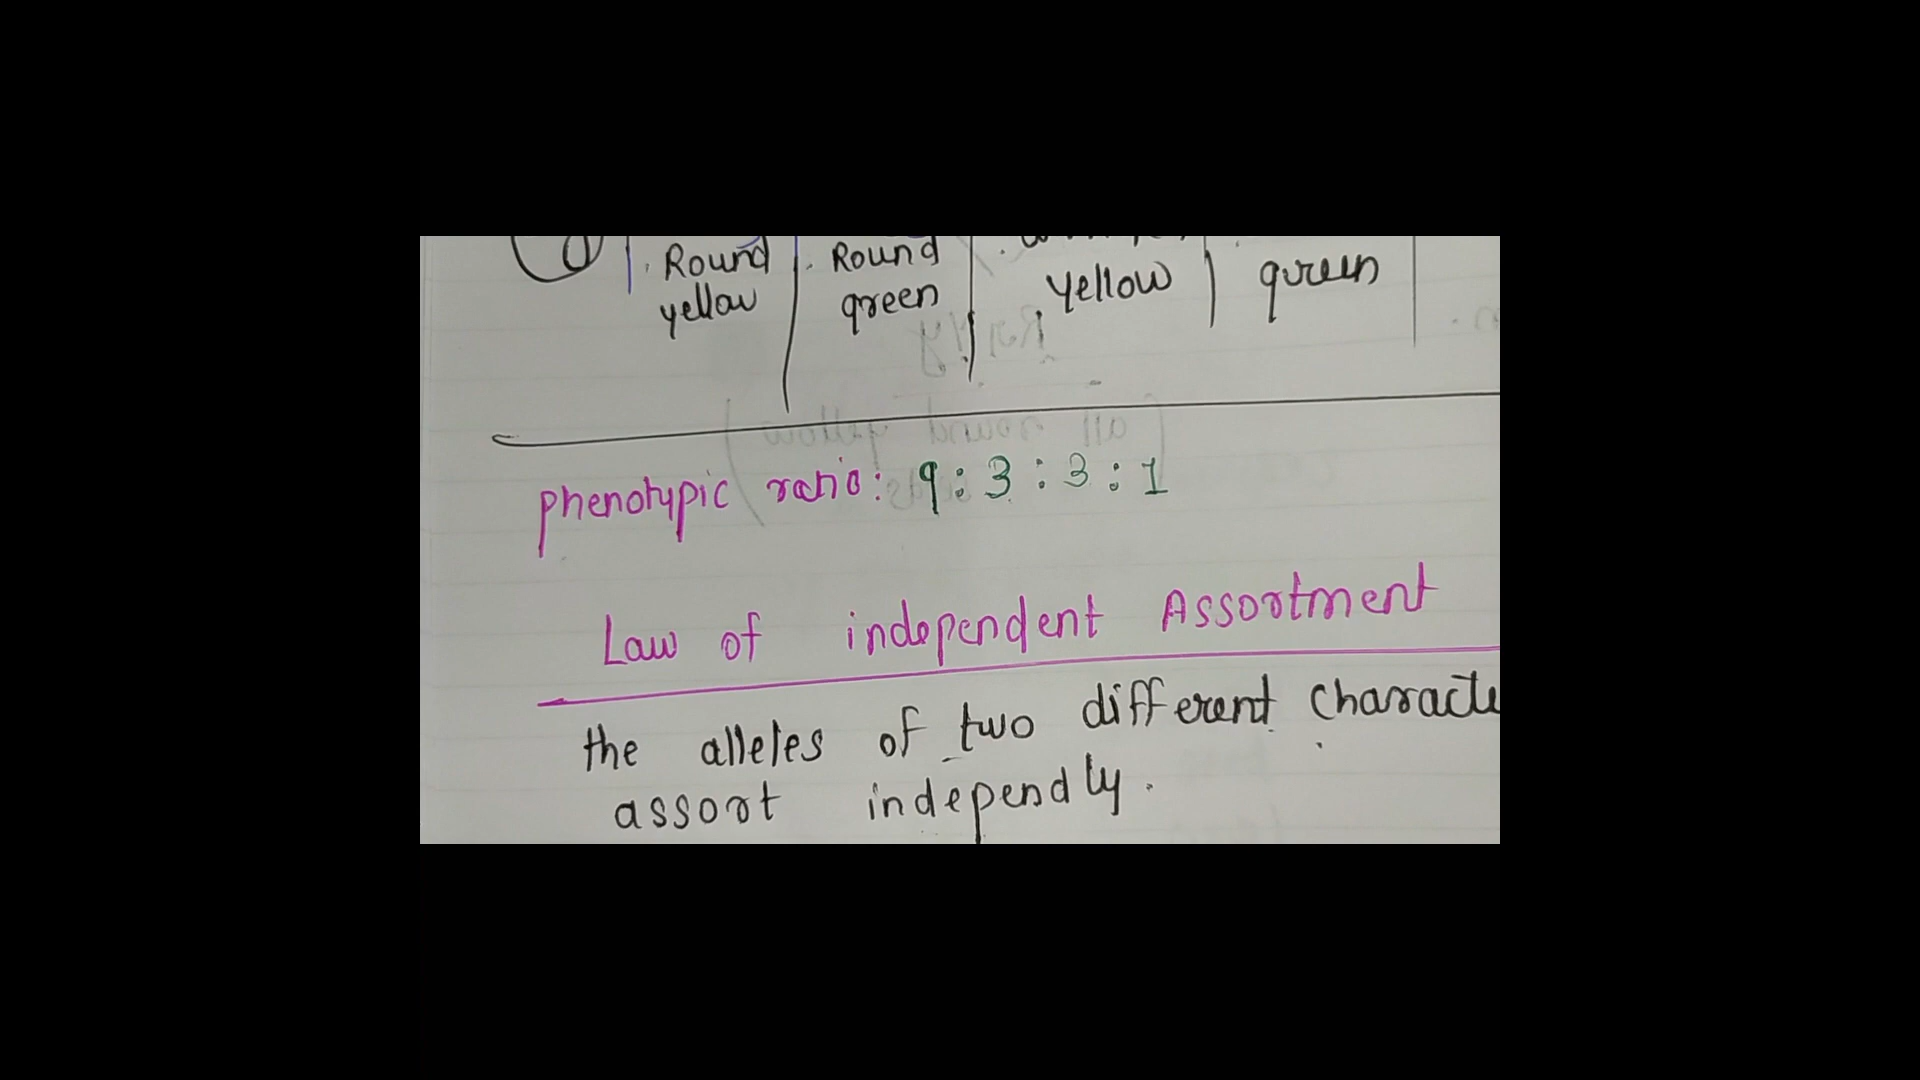 Round Round
yellow green yellow green
phenotypic ratio: 9:3:3:1
Law of independent Assortment
the alleles of two different characte
assort independly.